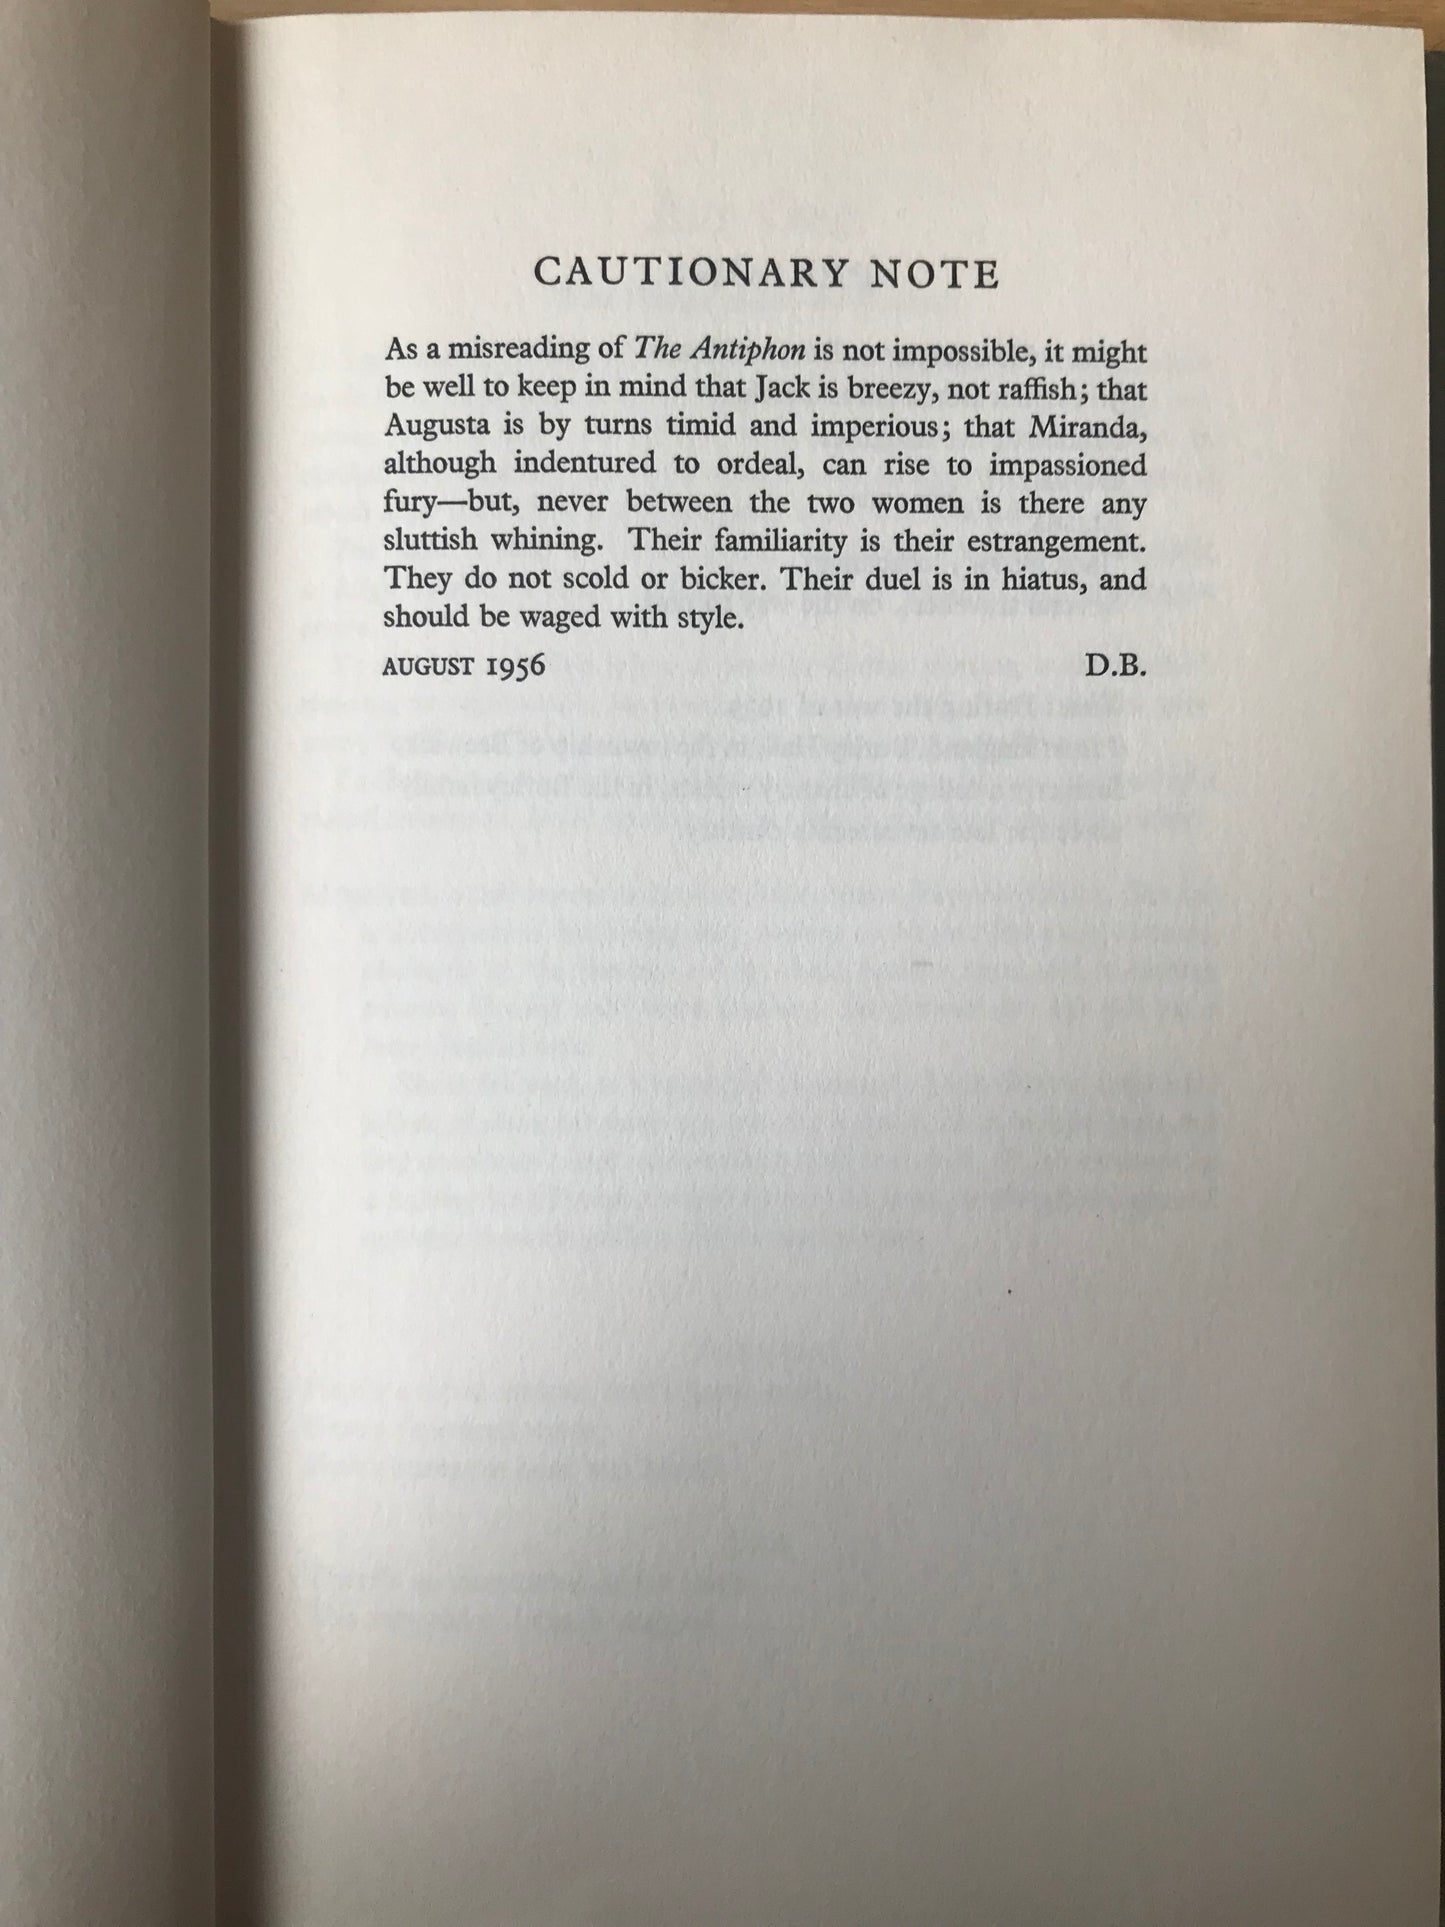 CAUTIONARY NOTE
As a misreading of The Antiphon is not impossible, it might
be well to keep in mind that Jack is breezy, not raffish; that
Augusta is by turns timid and imperious; that Miranda,
although indentured to ordeal, can rise to impassioned
fury—but, never between the two women is there any
sluttish whining. Their familiarity is their estrangement.
They do not scold or bicker. Their duel is in hiatus, and
should be waged with style.
AUGUST 1956 D.B.